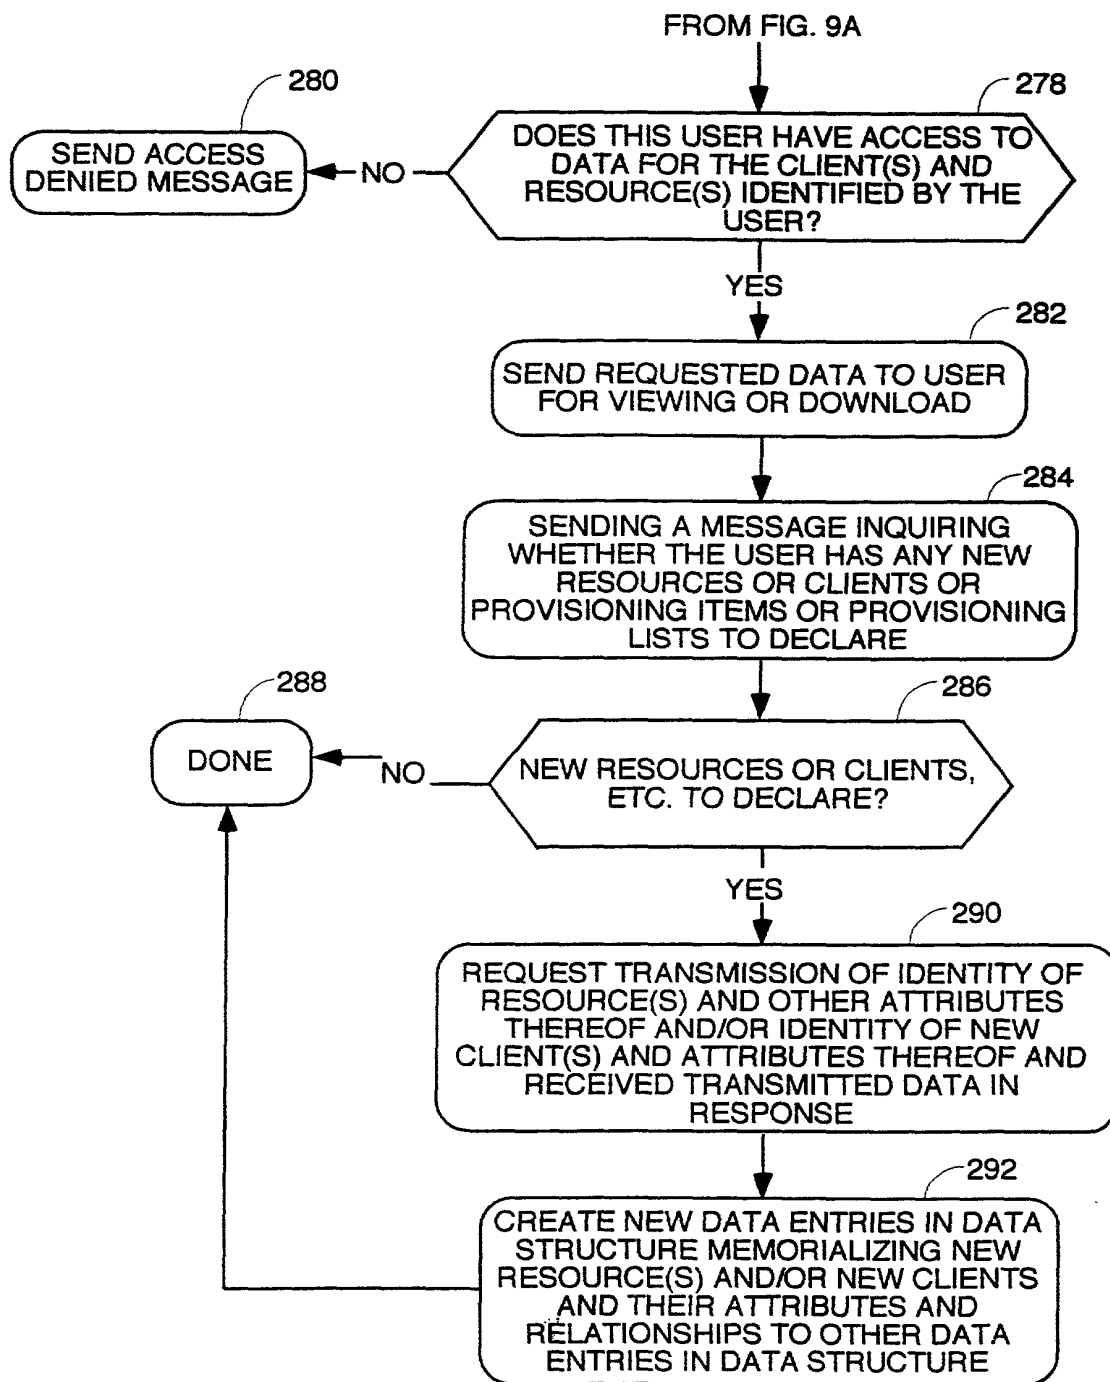 FROM FIG. 9A
280
278
SEND ACCESS
DENIED MESSAGE
NO
DOES THIS USER HAVE ACCESS TO
DATA FOR THE CLIENT(S) AND
RESOURCE(S) IDENTIFIED BY THE
USER?
YES
282
SEND REQUESTED DATA TO USER
FOR VIEWING OR DOWNLOAD
284
SENDING A MESSAGE INQUIRING
WHETHER THE USER HAS ANY NEW
RESOURCES OR CLIENTS OR
PROVISIONING ITEMS OR PROVISIONING
LISTS TO DECLARE
288
286
DONE
NO
NEW RESOURCES OR CLIENTS,
ETC. TO DECLARE?
YES
290
REQUEST TRANSMISSION OF IDENTITY OF
RESOURCE(S) AND OTHER ATTRIBUTES
THEREOF AND/OR IDENTITY OF NEW
CLIENT(S) AND ATTRIBUTES THEREOF AND
RECEIVED TRANSMITTED DATA IN
RESPONSE
292
CREATE NEW DATA ENTRIES IN DATA
STRUCTURE MEMORIALIZING NEW
RESOURCE(S) AND/OR NEW CLIENTS
AND THEIR ATTRIBUTES AND
RELATIONSHIPS TO OTHER DATA
ENTRIES IN DATA STRUCTURE